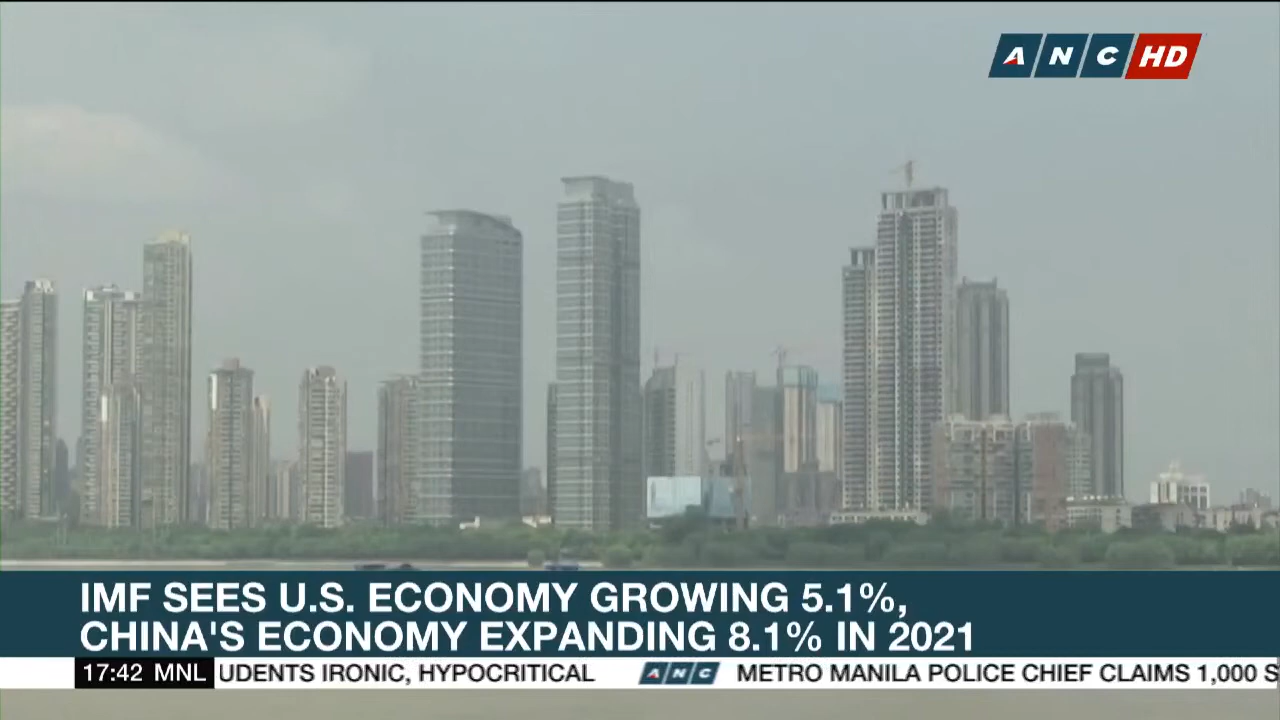 ANC HD
IMF SEES U.S. ECONOMY GROWING 5.1%,
CHINA'S ECONOMY EXPANDING 8.1% IN 2021
17:42 MNL UDENTS IRONIC, HYPOCRITICAL ANC METRO MANILA POLICE CHIEF CLAIMS 1,000 S